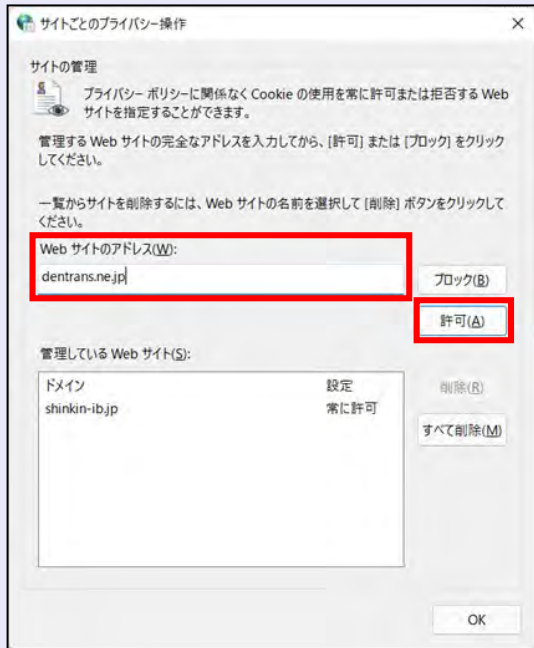 サイトごとのプライバシー操作
サイトの管理
プライバシー ポリシーに関係なく Cookie の使用を常に許可または拒否する Web
サイトを指定することができます。
管理する Web サイトの完全なアドレスを入力してから、[許可] または [ブロック] をクリック
してください。
一覧からサイトを削除するには、Web サイトの名前を選択して [削除] ボタンをクリックして
ください。
Web サイトのアドレス(W):
dentrans.ne.jp
ブロック(B)
許可(A)
管理している Web サイト(S):
ドメイン 設定
shinkin-ib.jp 常に許可
削除(R)
すべて削除(M)
OK